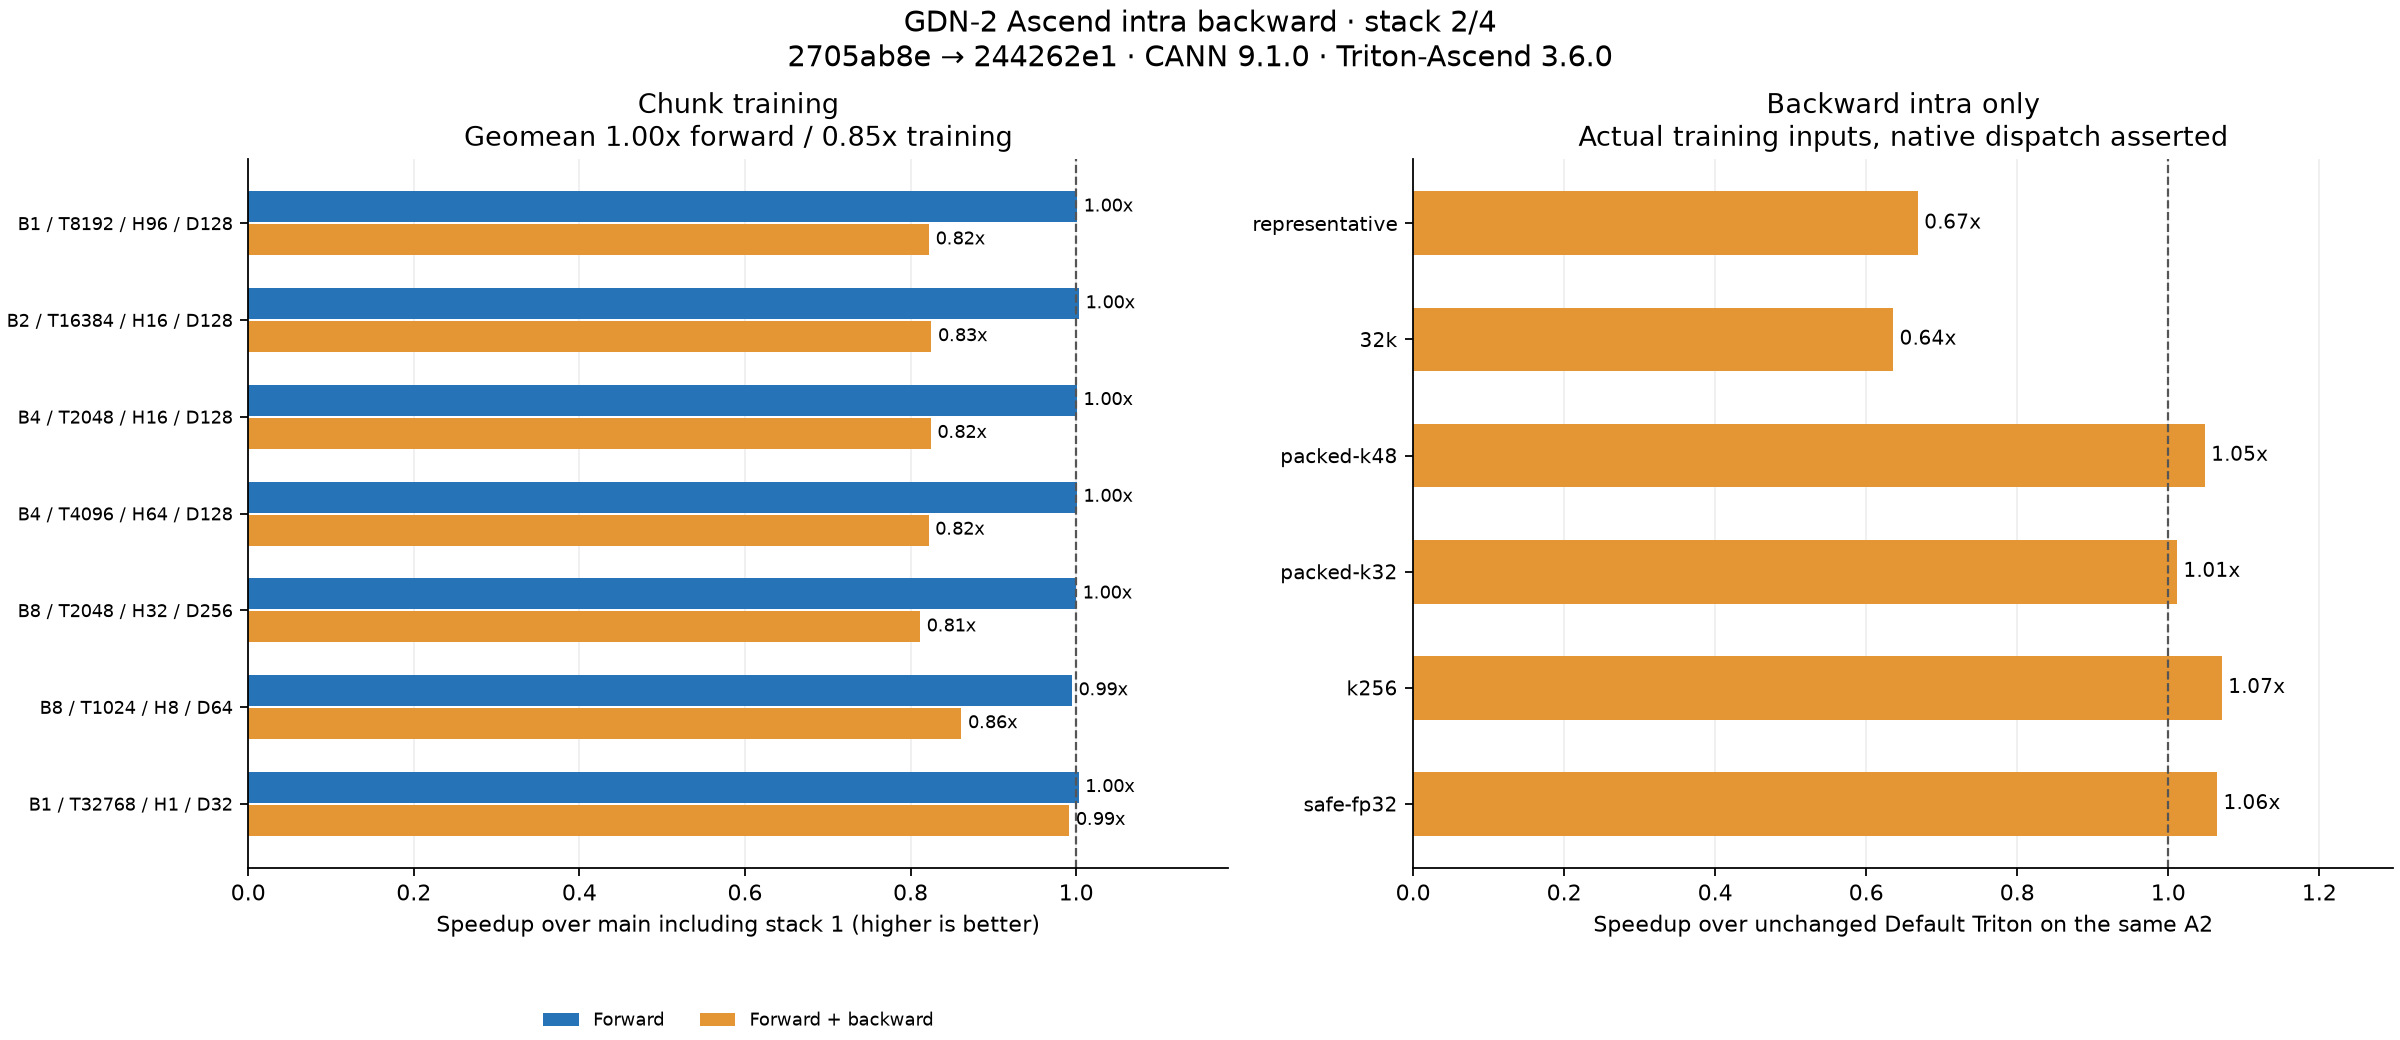 GDN-2 Ascend intra backward · stack 2/4
2705ab8e → 244262e1 · CANN 9.1.0 · Triton-Ascend 3.6.0
Chunk training
Geomean 1.00x forward / 0.85x training
B1 / T8192 / H96 / D128
1.00x
0.82x
B2 / T16384 / H16 / D128
1.00x
0.83x
B4 / T2048 / H16 / D128
1.00x
0.82x
B4 / T4096 / H64 / D128
1.00x
0.82x
B8 / T2048 / H32 / D256
1.00x
0.81x
B8 / T1024 / H8 / D64
0.99x
0.86x
B1 / T32768 / H1 / D32
1.00x
0.99x
0.0 0.2 0.4 0.6 0.8 1.0
Speedup over main including stack 1 (higher is better)
Forward
Forward + backward
Backward intra only
Actual training inputs, native dispatch asserted
representative
0.67x
32k
0.64x
packed-k48
1.05x
packed-k32
1.01x
k256
1.07x
safe-fp32
1.06x
0.0 0.2 0.4 0.6 0.8 1.0 1.2
Speedup over unchanged Default Triton on the same A2